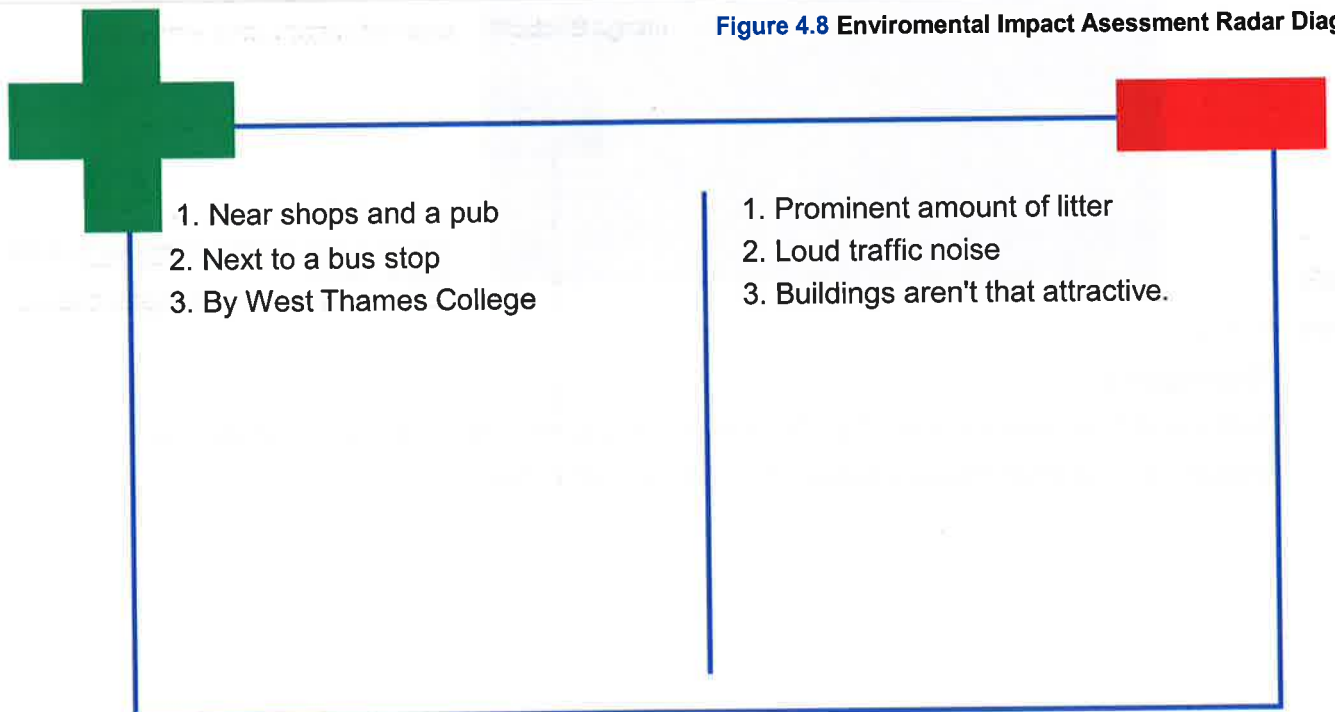 Figure 4.8 Enviromental Impact Asessment Radar Diag
1. Near shops and a pub
2. Next to a bus stop
3. By West Thames College
1. Prominent amount of litter
2. Loud traffic noise
3. Buildings aren't that attractive.